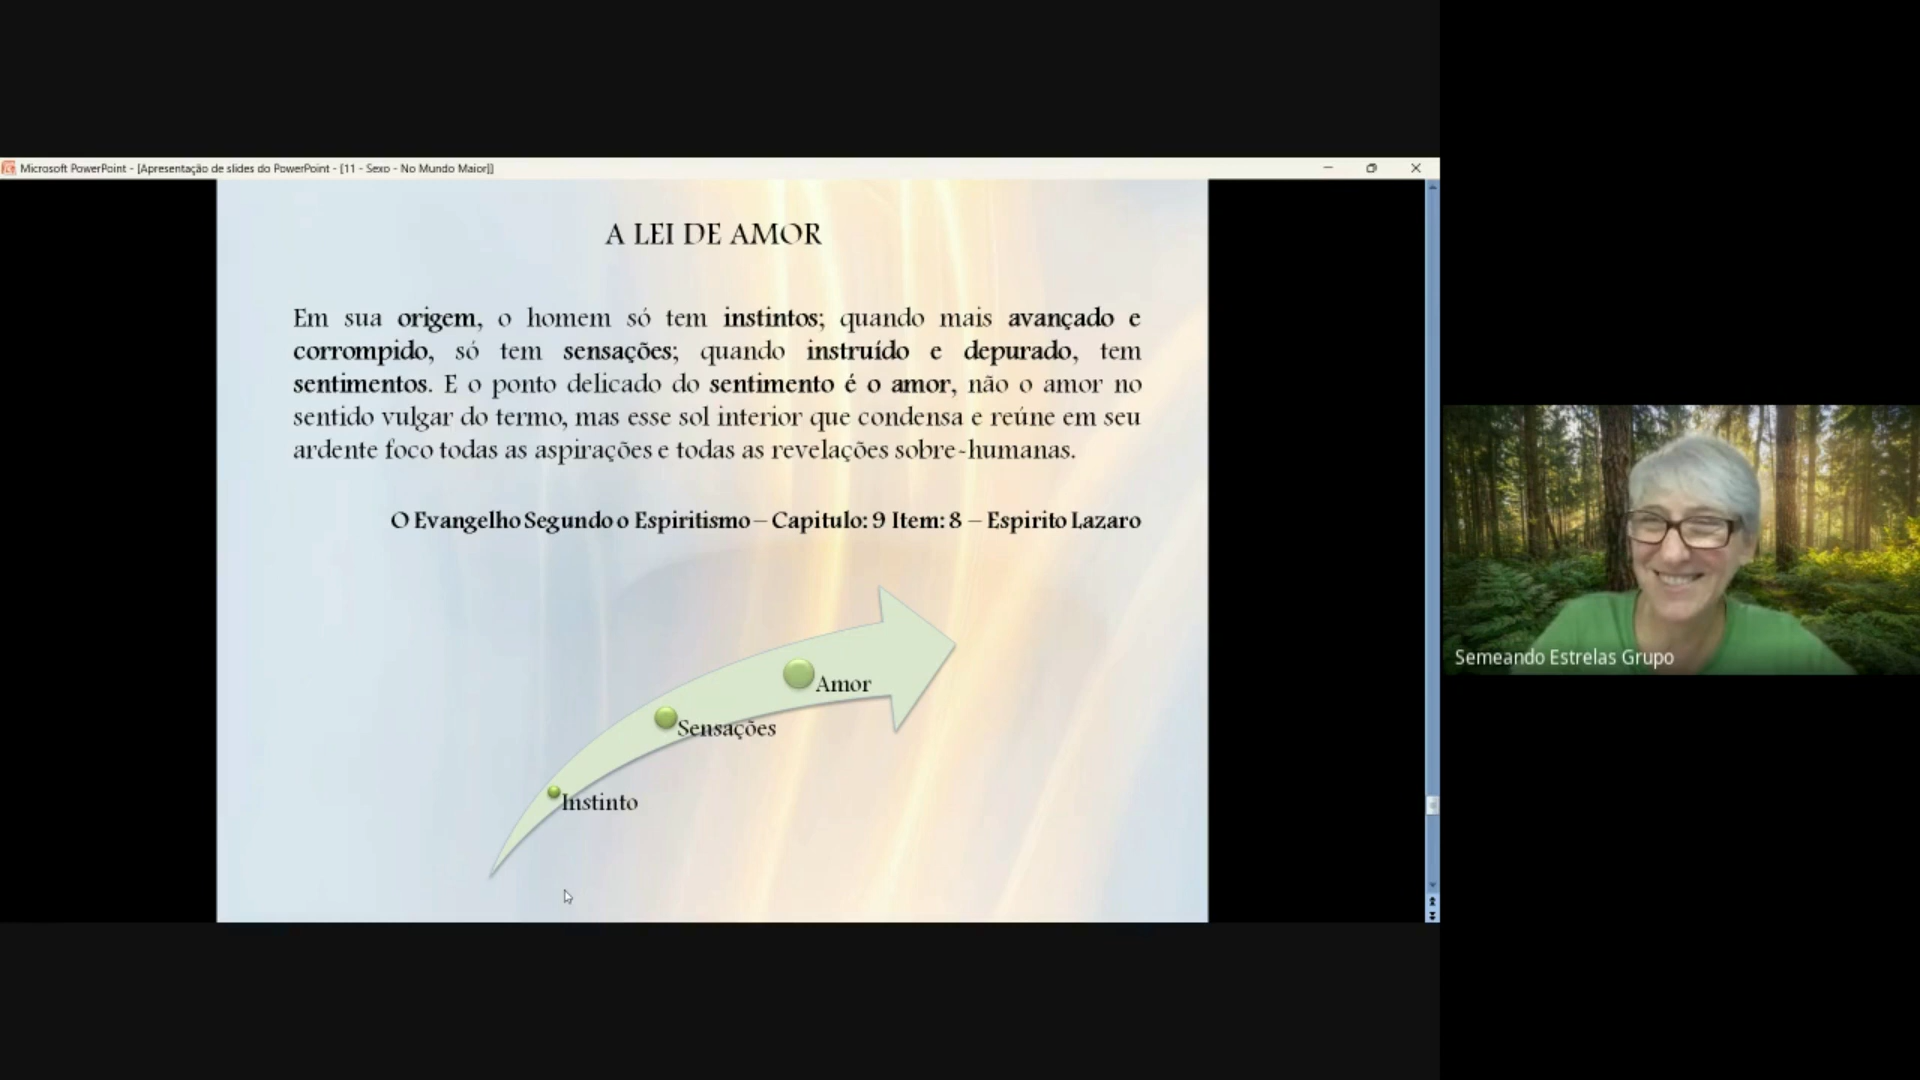 Microsoft PowerPoint - [Apresentação de slides do PowerPoint - [11 - Sexo - No Mundo Maior]]
A LEI DE AMOR
Em sua origem, o homem só tem instintos; quando mais avançado e
corrompido, só tem sensações; quando instruído e depurado, tem
sentimentos. E o ponto delicado do sentimento é o amor, não o amor no
sentido vulgar do termo, mas esse sol interior que condensa e reúne em seu
ardente foco todas as aspirações e todas as revelações sobre-humanas.
O Evangelho Segundo o Espiritismo – Capitulo: 9 Item: 8 – Espirito Lazaro
Amor
Sensações
Instinto
Semeando Estrelas Grupo